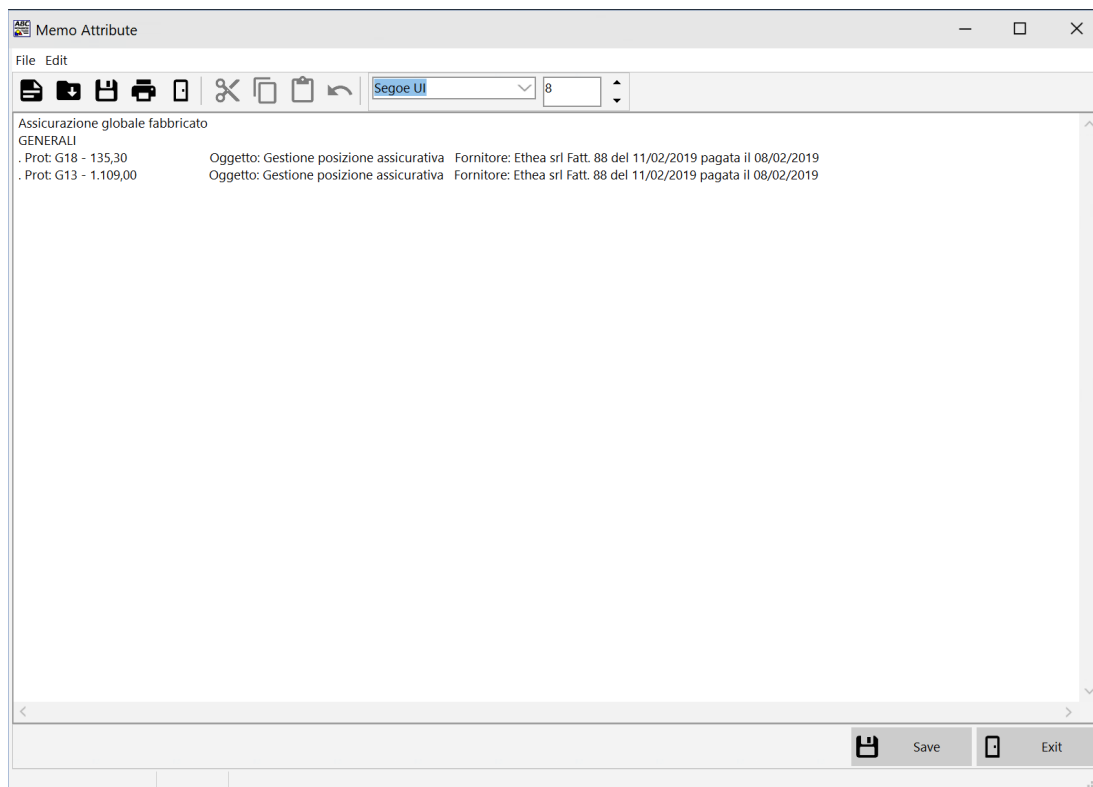 ABC
Memo Attribute
File Edit
Segoe UI 8
Assicurazione globale fabbricato
GENERALI
. Prot: G18 - 135,30 Oggetto: Gestione posizione assicurativa Fornitore: Ethea srl Fatt. 88 del 11/02/2019 pagata il 08/02/2019
. Prot: G13 - 1.109,00 Oggetto: Gestione posizione assicurativa Fornitore: Ethea srl Fatt. 88 del 11/02/2019 pagata il 08/02/2019
Save Exit